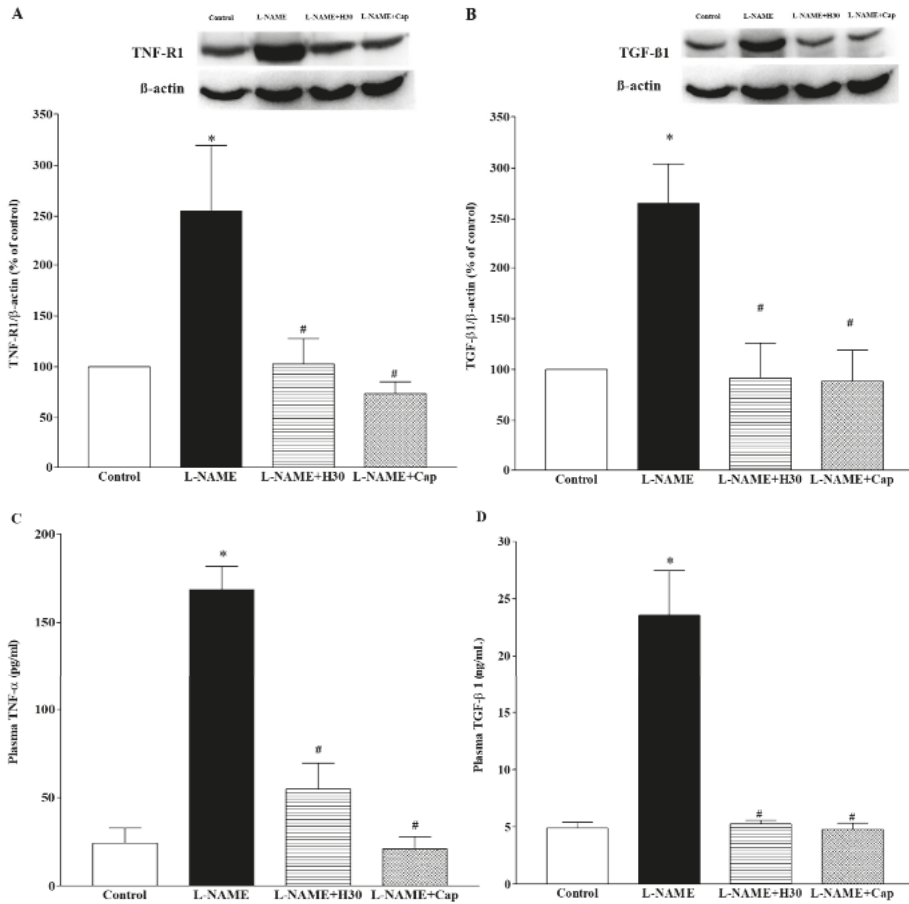 A
Control L-NAME L-NAME+H30 L-NAME+Cap
TNF-R1
ß-actin
TNF-R1/β-actin (% of control)
350
300
250
200
150
100
50
0
*
#
#
Control L-NAME L-NAME+H30 L-NAME+Cap
B
Control L-NAME L-NAME+H30 L-NAME+Cap
TGF-ß1
ß-actin
TGF-β1/β-actin (% of control)
350
300
250
200
150
100
50
0
*
#
#
Control L-NAME L-NAME+H30 L-NAME+Cap
C
Plasma TNF-α (pg/ml)
200
150
100
50
0
*
#
#
Control L-NAME L-NAME+H30 L-NAME+Cap
D
Plasma TGF-β 1 (ng/mL)
30
25
20
15
10
5
0
*
#
#
Control L-NAME L-NAME+H30 L-NAME+Cap